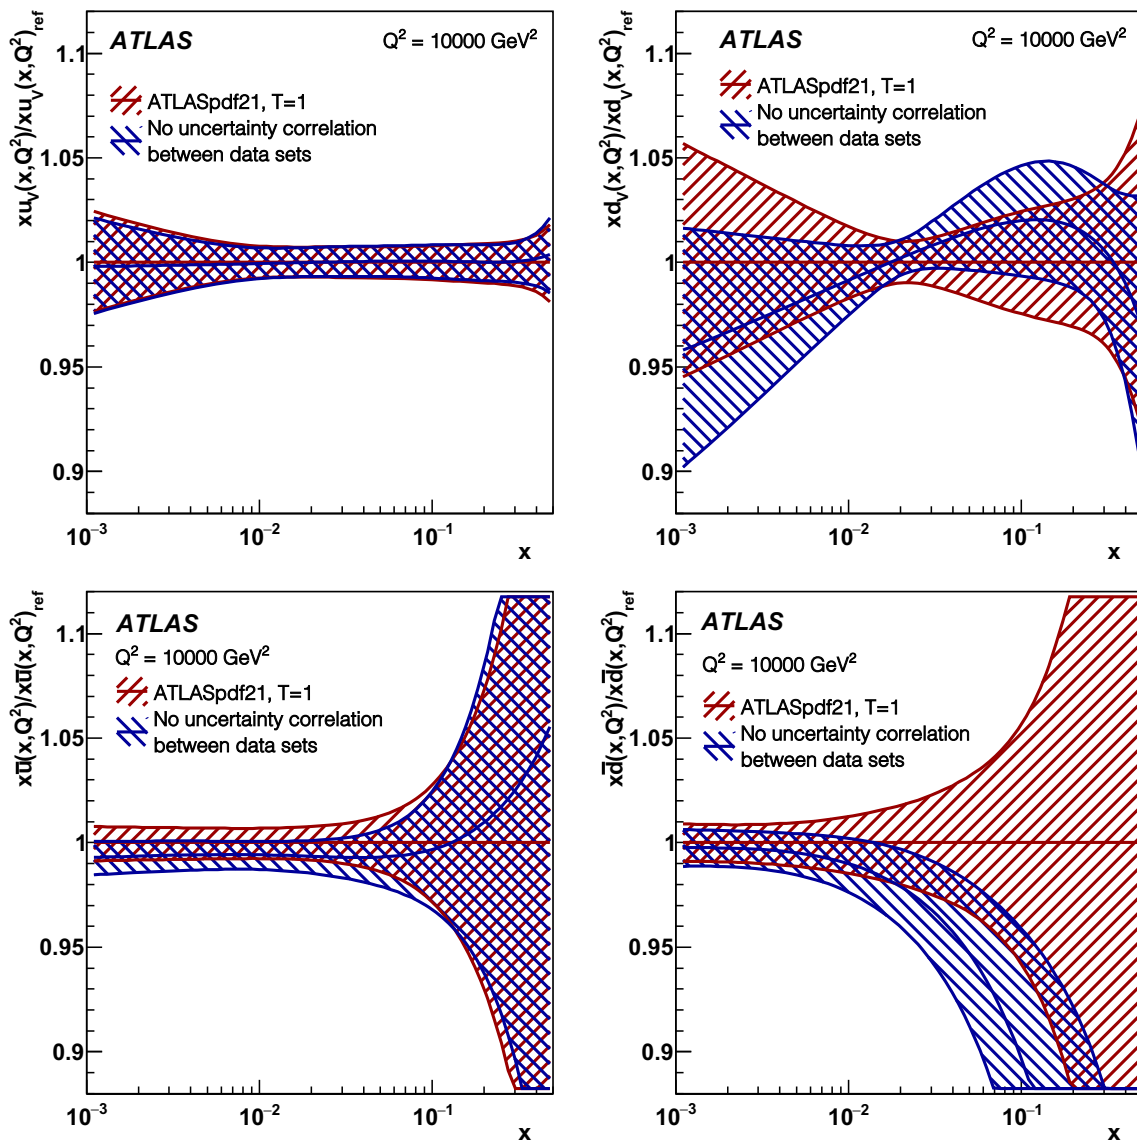 xu_V(x,Q²)/xu_V(x,Q²)_ref
ATLAS
Q² = 10000 GeV²
ATLASpdf21, T=1
No uncertainty correlation
between data sets
1.1
1.05
1
0.95
0.9
10⁻³ 10⁻² 10⁻¹
x
xd_V(x,Q²)/xd_V(x,Q²)_ref
ATLAS
Q² = 10000 GeV²
ATLASpdf21, T=1
No uncertainty correlation
between data sets
1.1
1.05
1
0.95
0.9
10⁻³ 10⁻² 10⁻¹
x
xu̅(x,Q²)/xu̅(x,Q²)_ref
ATLAS
Q² = 10000 GeV²
ATLASpdf21, T=1
No uncertainty correlation
between data sets
1.1
1.05
1
0.95
0.9
10⁻³ 10⁻² 10⁻¹
x
xd̅(x,Q²)/xd̅(x,Q²)_ref
ATLAS
Q² = 10000 GeV²
ATLASpdf21, T=1
No uncertainty correlation
between data sets
1.1
1.05
1
0.95
0.9
10⁻³ 10⁻² 10⁻¹
x